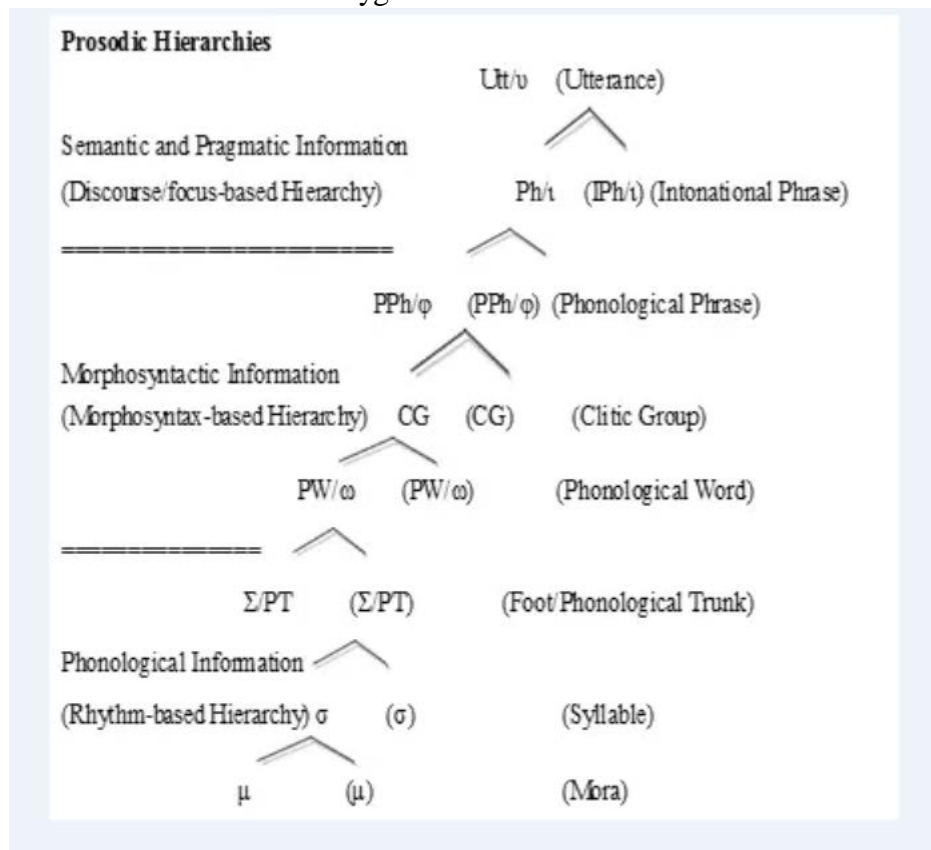 Prosodic Hierarchies
Utt/υ (Utterance)
Semantic and Pragmatic Information
(Discourse/focus-based Hierarchy) Ph/ι (IPh/ι) (Intonational Phrase)
=========================
PPh/φ (PPh/φ) (Phonological Phrase)
Morphosyntactic Information
(Morphosyntax-based Hierarchy) CG (CG) (Clitic Group)
PW/ω (PW/ω) (Phonological Word)
===============
Σ/PT (Σ/PT) (Foot/Phonological Trunk)
Phonological Information
(Rhythm-based Hierarchy) σ (σ) (Syllable)
μ (μ) (Mora)